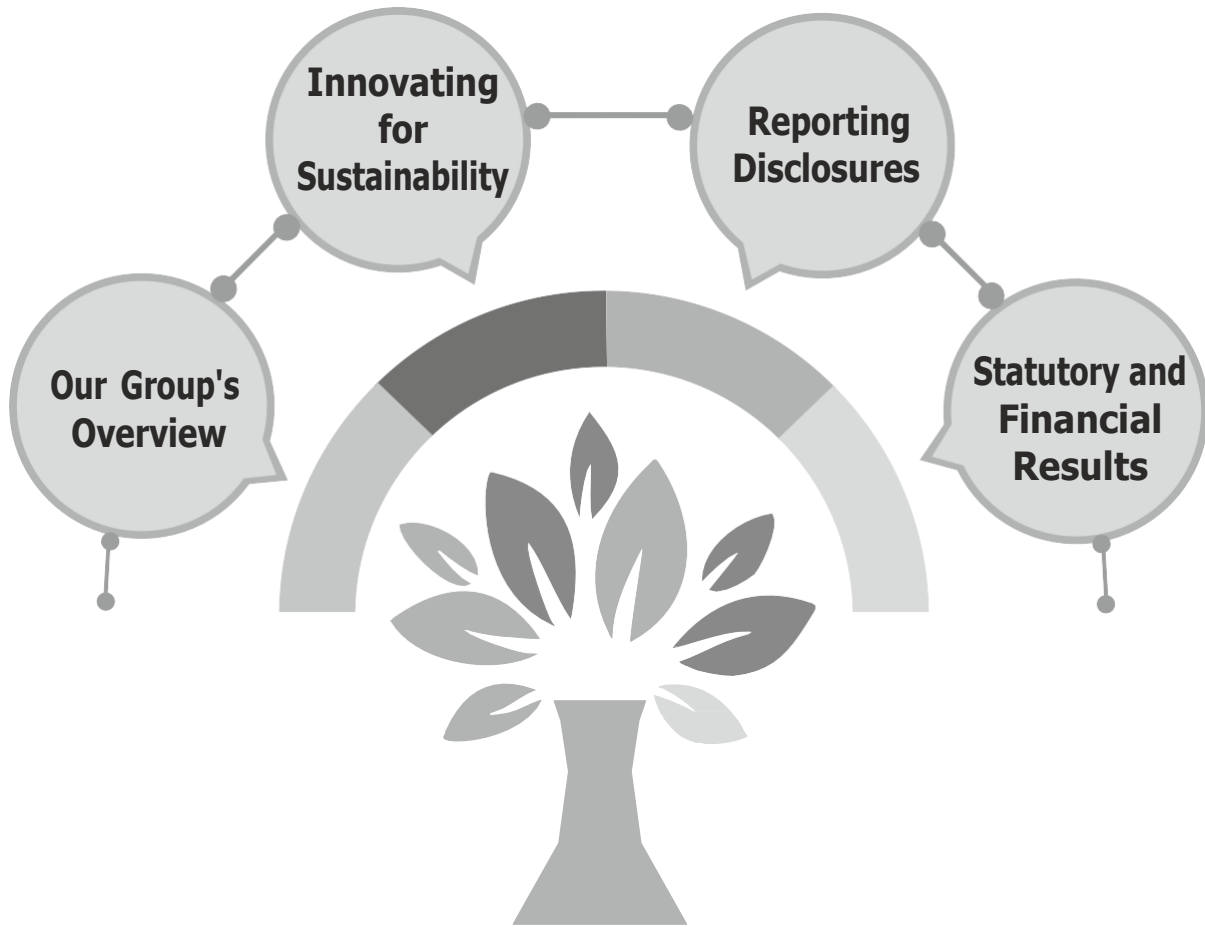 Our Group's
Overview
Innovating
for
Sustainability
Reporting
Disclosures
Statutory and
Financial
Results